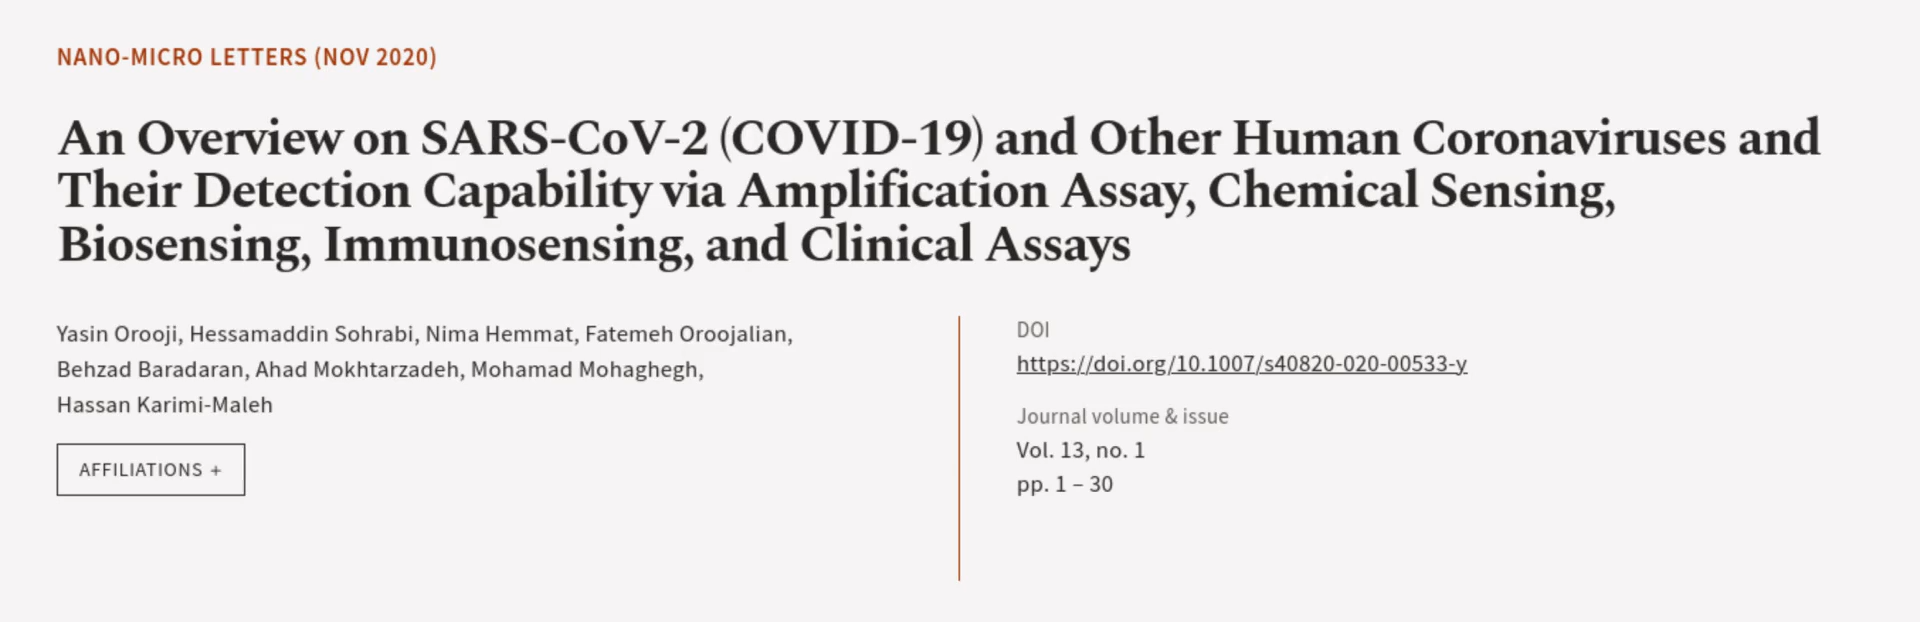 NANO-MICRO LETTERS (NOV 2020)
An Overview on SARS-CoV-2 (COVID-19) and Other Human Coronaviruses and
Their Detection Capability via Amplification Assay, Chemical Sensing,
Biosensing, Immunosensing, and Clinical Assays
Yasin Orooji, Hessamaddin Sohrabi, Nima Hemmat, Fatemeh Oroojalian,
Behzad Baradaran, Ahad Mokhtarzadeh, Mohamad Mohaghegh,
Hassan Karimi-Maleh
AFFILIATIONS +
DOI
https://doi.org/10.1007/s40820-020-00533-y
Journal volume & issue
Vol. 13, no. 1
pp. 1 – 30